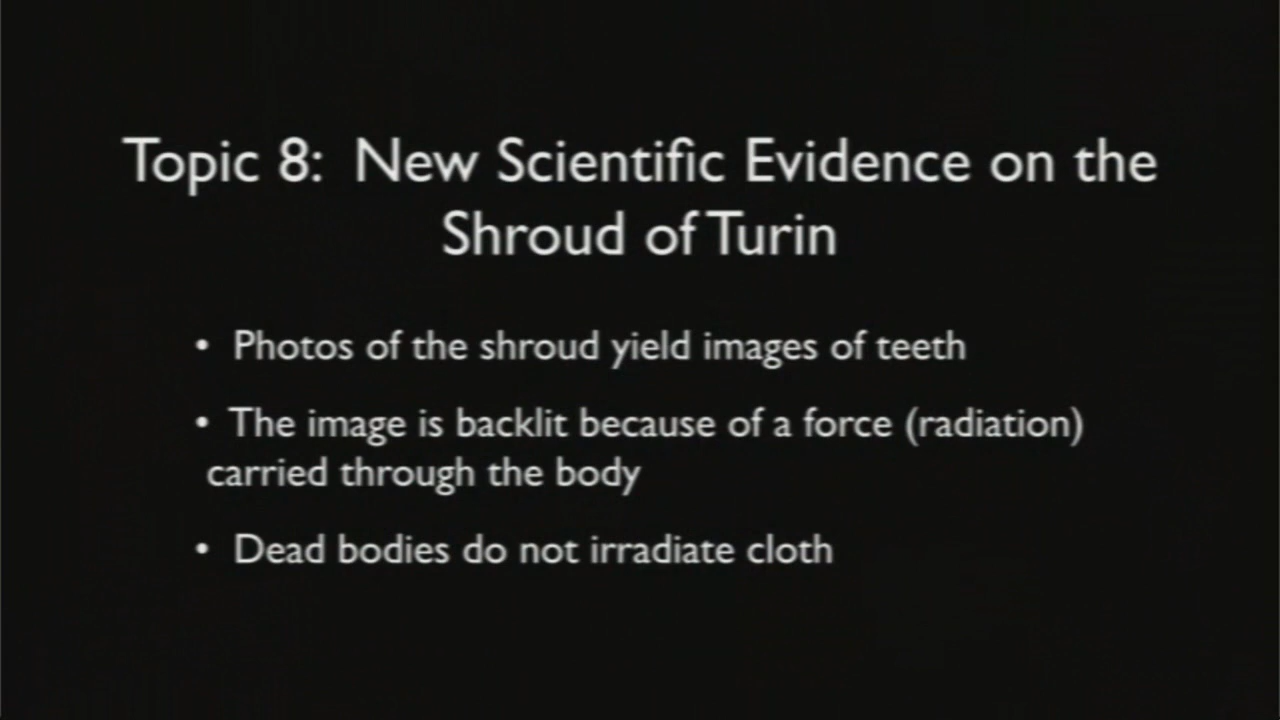 Topic 8: New Scientific Evidence on the
Shroud of Turin
• Photos of the shroud yield images of teeth
• The image is backlit because of a force (radiation)
carried through the body
• Dead bodies do not irradiate cloth